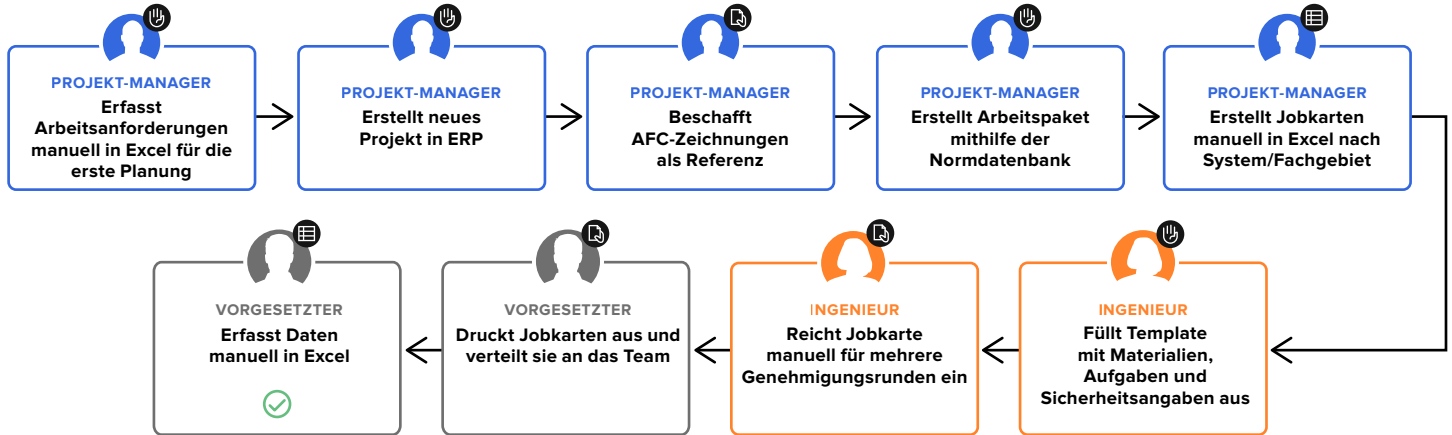 PROJEKT-MANAGER
Erfasst
Arbeitsanforderungen
manuell in Excel für die
erste Planung
PROJEKT-MANAGER
Erstellt neues
Projekt in ERP
PROJEKT-MANAGER
Beschafft
AFC-Zeichnungen
als Referenz
PROJEKT-MANAGER
Erstellt Arbeitspaket
mithilfe der
Normdatenbank
PROJEKT-MANAGER
Erstellt Jobkarten
manuell in Excel nach
System/Fachgebiet
INGENIEUR
Füllt Template
mit Materialien,
Aufgaben und
Sicherheitsangaben aus
INGENIEUR
Reicht Jobkarte
manuell für mehrere
Genehmigungsrunden ein
VORGESETZTER
Druckt Jobkarten aus und
verteilt sie an das Team
VORGESETZTER
Erfasst Daten
manuell in Excel